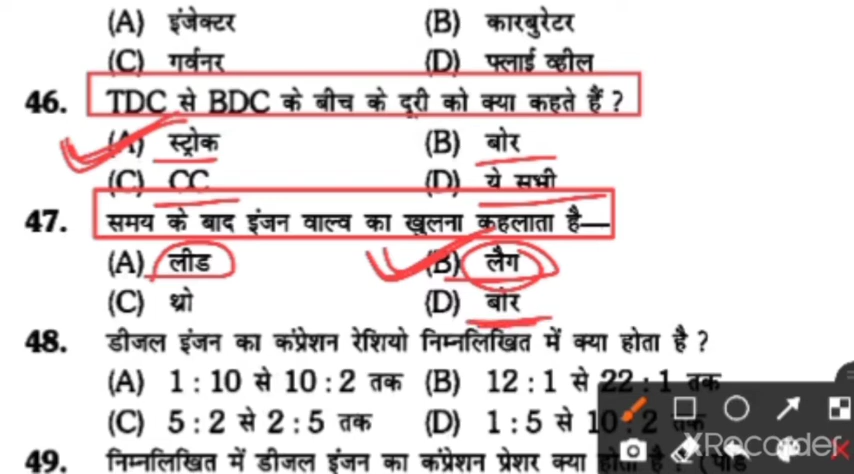 (A) इंजेक्टर (B) कारबुरेटर
(C) गर्वनर (D) फ्लाई व्हील
46. TDC से BDC के बीच के दूरी को क्या कहते हैं ?
(A) स्ट्रोक (B) बोर
(C) CC (D) ये सभी
47. समय के बाद इंजन वाल्व का खुलना कहलाता है—
(A) लीड (B) लैग
(C) थ्रो (D) बोर
48. डीजल इंजन का कंप्रेशन रेशियो निम्नलिखित में क्या होता है ?
(A) 1 : 10 से 10 : 2 तक (B) 12 : 1 से 22 : 1 तक
(C) 5 : 2 से 2 : 5 तक (D) 1 : 5 से 10 : 2 तक
XRecorder
49. निम्नलिखित में डीजल इंजन का कंप्रेशन प्रेशर क्या होता है